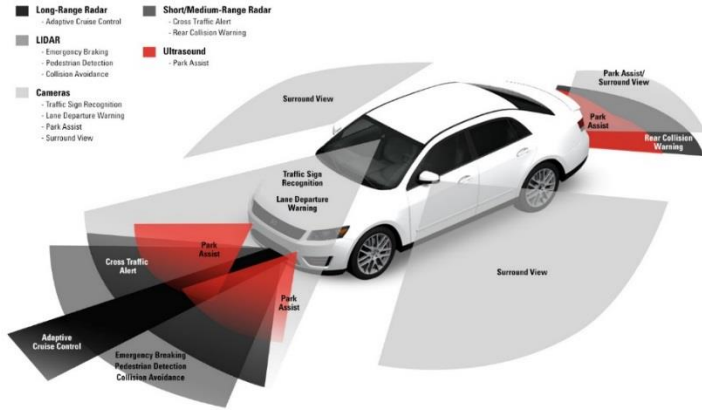 Long-Range Radar
- Adaptive Cruise Control
LIDAR
- Emergency Braking
- Pedestrian Detection
- Collision Avoidance
Cameras
- Traffic Sign Recognition
- Lane Departure Warning
- Park Assist
- Surround View
Short/Medium-Range Radar
- Cross Traffic Alert
- Rear Collision Warning
Ultrasound
- Park Assist
Surround View
Park Assist/
Surround View
Park
Assist
Rear Collision
Warning
Traffic Sign
Recognition
Lane Departure
Warning
Surround View
Park
Assist
Cross Traffic
Alert
Park
Assist
Adaptive
Cruise Control
Emergency Breaking
Pedestrian Detection
Collision Avoidance